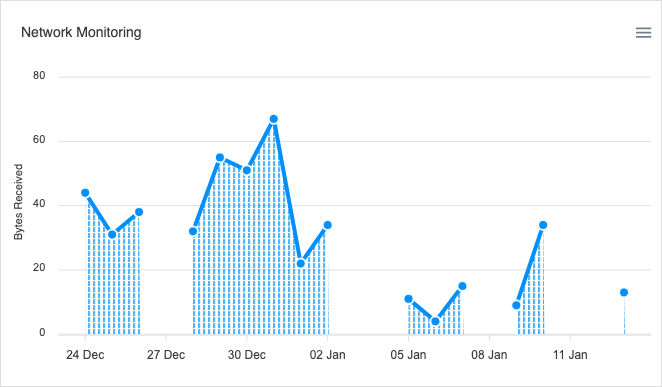 Network Monitoring
80
60
40
20
0
Bytes Received
24 Dec
27 Dec
30 Dec
02 Jan
05 Jan
08 Jan
11 Jan